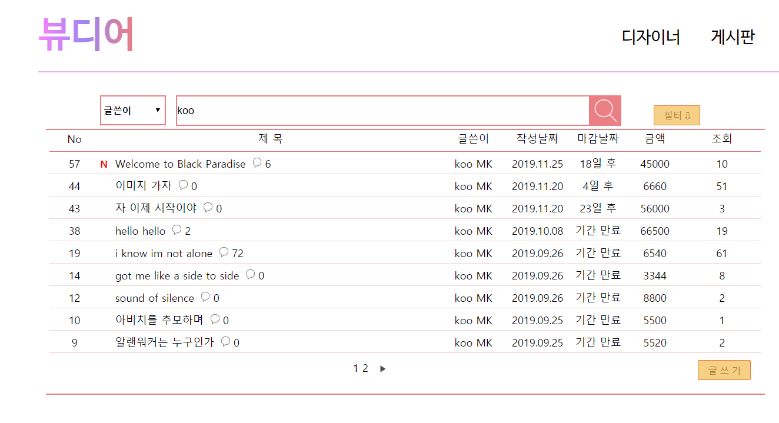 뷰디어
디자이너 게시판
글쓴이 ▼ koo 필터⇩
No 제 목 글쓴이 작성날짜 마감날짜 금액 조회
57 N Welcome to Black Paradise 6 koo MK 2019.11.25 18일 후 45000 10
44 이미지 가자 0 koo MK 2019.11.20 4일 후 6660 51
43 자 이제 시작이야 0 koo MK 2019.11.20 23일 후 56000 3
38 hello hello 2 koo MK 2019.10.08 기간 만료 66500 19
19 i know im not alone 72 koo MK 2019.09.26 기간 만료 6540 61
14 got me like a side to side 0 koo MK 2019.09.26 기간 만료 3344 8
12 sound of silence 0 koo MK 2019.09.26 기간 만료 8800 2
10 아비치를 추모하며 0 koo MK 2019.09.25 기간 만료 5500 1
9 알랜워커는 누구인가 0 koo MK 2019.09.25 기간 만료 5520 2
1 2 ▶ 글 쓰 기